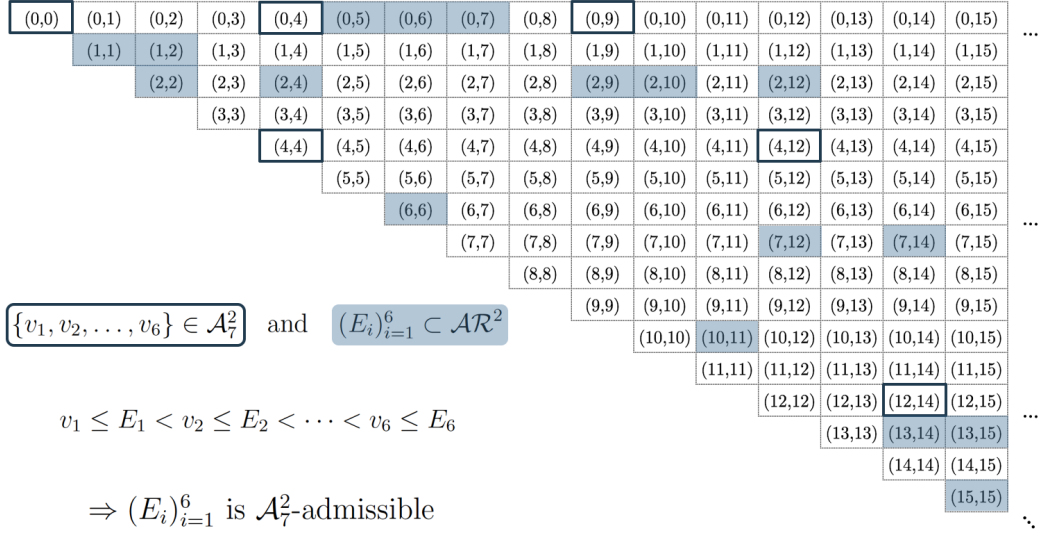 (0,0) (0,1) (0,2) (0,3) (0,4) (0,5) (0,6) (0,7) (0,8) (0,9) (0,10) (0,11) (0,12) (0,13) (0,14) (0,15) ...
(1,1) (1,2) (1,3) (1,4) (1,5) (1,6) (1,7) (1,8) (1,9) (1,10) (1,11) (1,12) (1,13) (1,14) (1,15)
(2,2) (2,3) (2,4) (2,5) (2,6) (2,7) (2,8) (2,9) (2,10) (2,11) (2,12) (2,13) (2,14) (2,15)
(3,3) (3,4) (3,5) (3,6) (3,7) (3,8) (3,9) (3,10) (3,11) (3,12) (3,13) (3,14) (3,15)
(4,4) (4,5) (4,6) (4,7) (4,8) (4,9) (4,10) (4,11) (4,12) (4,13) (4,14) (4,15)
(5,5) (5,6) (5,7) (5,8) (5,9) (5,10) (5,11) (5,12) (5,13) (5,14) (5,15)
(6,6) (6,7) (6,8) (6,9) (6,10) (6,11) (6,12) (6,13) (6,14) (6,15) ...
(7,7) (7,8) (7,9) (7,10) (7,11) (7,12) (7,13) (7,14) (7,15)
(8,8) (8,9) (8,10) (8,11) (8,12) (8,13) (8,14) (8,15)
(9,9) (9,10) (9,11) (9,12) (9,13) (9,14) (9,15)
(10,10) (10,11) (10,12) (10,13) (10,14) (10,15)
(11,11) (11,12) (11,13) (11,14) (11,15)
(12,12) (12,13) (12,14) (12,15) ...
(13,13) (13,14) (13,15)
(14,14) (14,15)
(15,15) ⋱
{v₁, v₂, …, v₆} ∈ 𝒜₇² and (Eᵢ)ᵢ₌₁⁶ ⊂ 𝒜ℛ²
v₁ ≤ E₁ < v₂ ≤ E₂ < ⋯ < v₆ ≤ E₆
⇒ (Eᵢ)ᵢ₌₁⁶ is 𝒜₇²-admissible